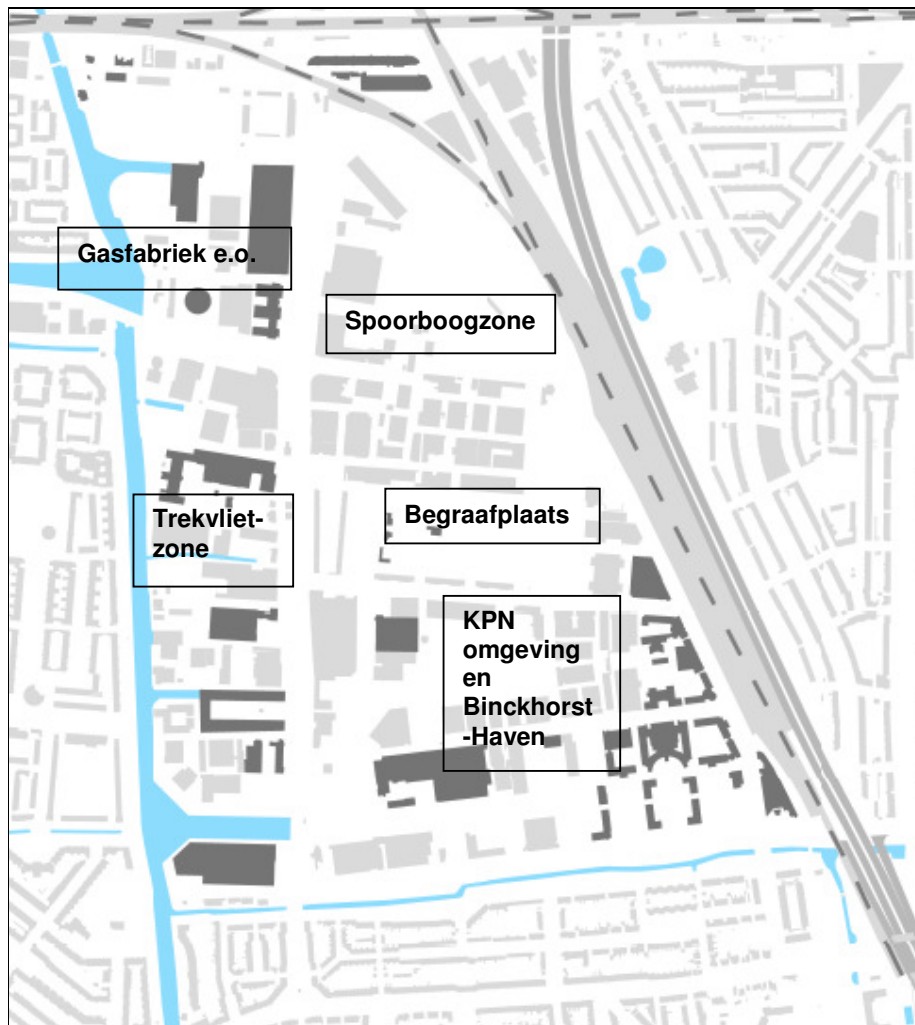 Gasfabriek e.o.
Spoorboogzone
Trekvliet-
zone
Begraafplaats
KPN
omgeving
en
Binckhorst
-Haven